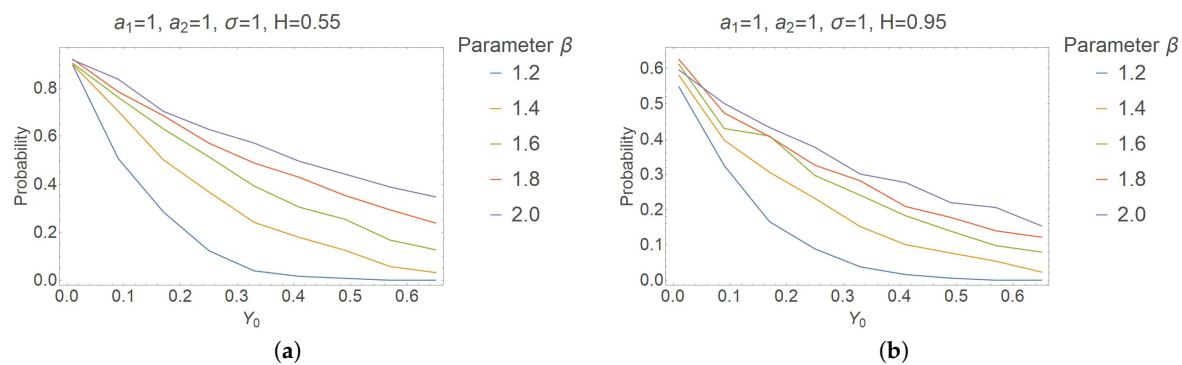 a₁=1, a₂=1, σ=1, H=0.55
Parameter β
1.2
1.4
1.6
1.8
2.0
Probability
0.8
0.6
0.4
0.2
0.0
0.0 0.1 0.2 0.3 0.4 0.5 0.6
Y₀
(a)
a₁=1, a₂=1, σ=1, H=0.95
Parameter β
1.2
1.4
1.6
1.8
2.0
Probability
0.6
0.5
0.4
0.3
0.2
0.1
0.0
0.0 0.1 0.2 0.3 0.4 0.5 0.6
Y₀
(b)